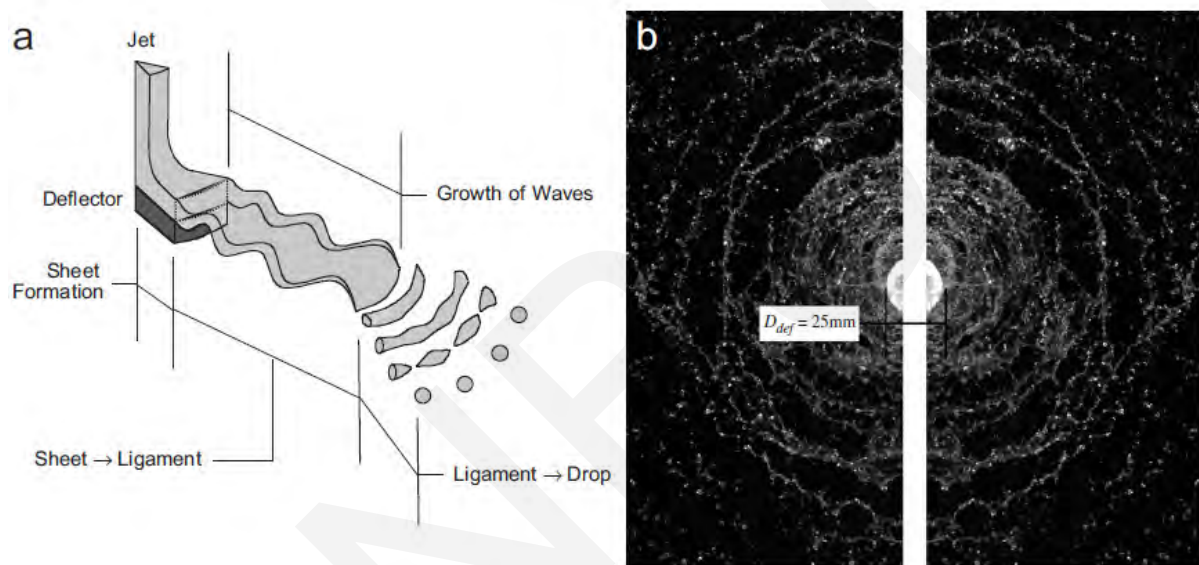 a
Jet
Deflector
Growth of Waves
Sheet
Formation
Sheet → Ligament
Ligament → Drop
b
D_def = 25mm